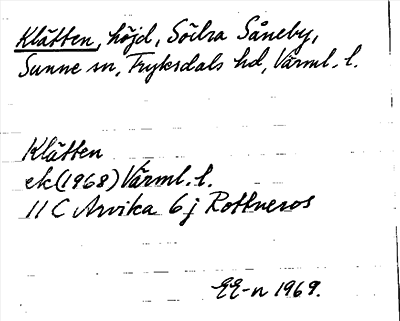 Klätten, höjd, Södra Såneby,
Sunne sn, Fryksdals hd, Värml. l.
Klätten
ek (1968) Värml. l.
11 C Arvika 6 j Rottneros
EE-n 1969.